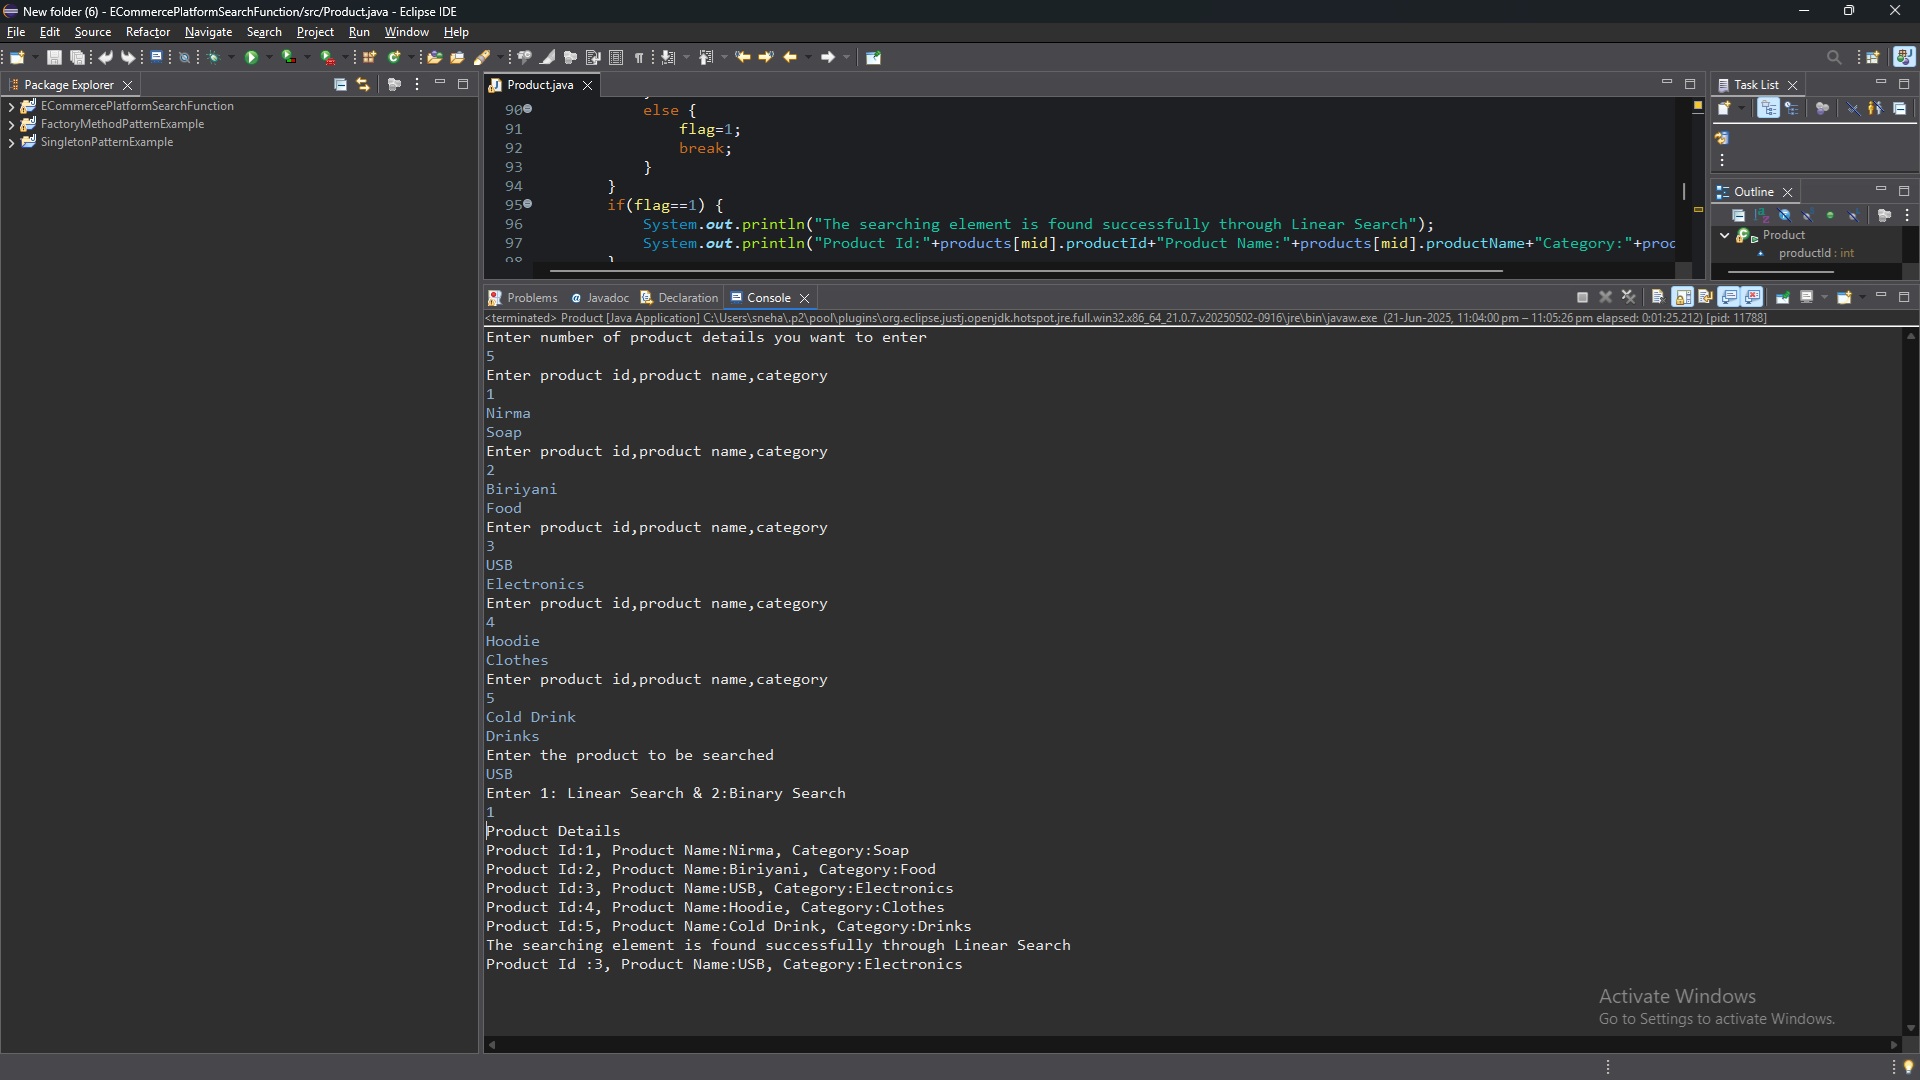 New folder (6) - ECommercePlatformSearchFunction/src/Product.java - Eclipse IDE
File Edit Source Refactor Navigate Search Project Run Window Help
Package Explorer
ECommercePlatformSearchFunction
FactoryMethodPatternExample
SingletonPatternExample
Product.java
90 else {
91 flag=1;
92 break;
93 }
94 }
95 if(flag==1) {
96 System.out.println("The searching element is found successfully through Linear Search");
97 System.out.println("Product Id:"+products[mid].productId+"Product Name:"+products[mid].productName+"Category:"+proc
98 }
Task List
Outline
Product
productId : int
Problems Javadoc Declaration Console
<terminated> Product [Java Application] C:\Users\sneha\.p2\pool\plugins\org.eclipse.justj.openjdk.hotspot.jre.full.win32.x86_64_21.0.7.v20250502-0916\jre\bin\javaw.exe (21-Jun-2025, 11:04:00 pm – 11:05:26 pm elapsed: 0:01:25.212) [pid: 11788]
Enter number of product details you want to enter
5
Enter product id,product name,category
1
Nirma
Soap
Enter product id,product name,category
2
Biriyani
Food
Enter product id,product name,category
3
USB
Electronics
Enter product id,product name,category
4
Hoodie
Clothes
Enter product id,product name,category
5
Cold Drink
Drinks
Enter the product to be searched
USB
Enter 1: Linear Search & 2:Binary Search
1
Product Details
Product Id:1, Product Name:Nirma, Category:Soap
Product Id:2, Product Name:Biriyani, Category:Food
Product Id:3, Product Name:USB, Category:Electronics
Product Id:4, Product Name:Hoodie, Category:Clothes
Product Id:5, Product Name:Cold Drink, Category:Drinks
The searching element is found successfully through Linear Search
Product Id :3, Product Name:USB, Category:Electronics
Activate Windows
Go to Settings to activate Windows.